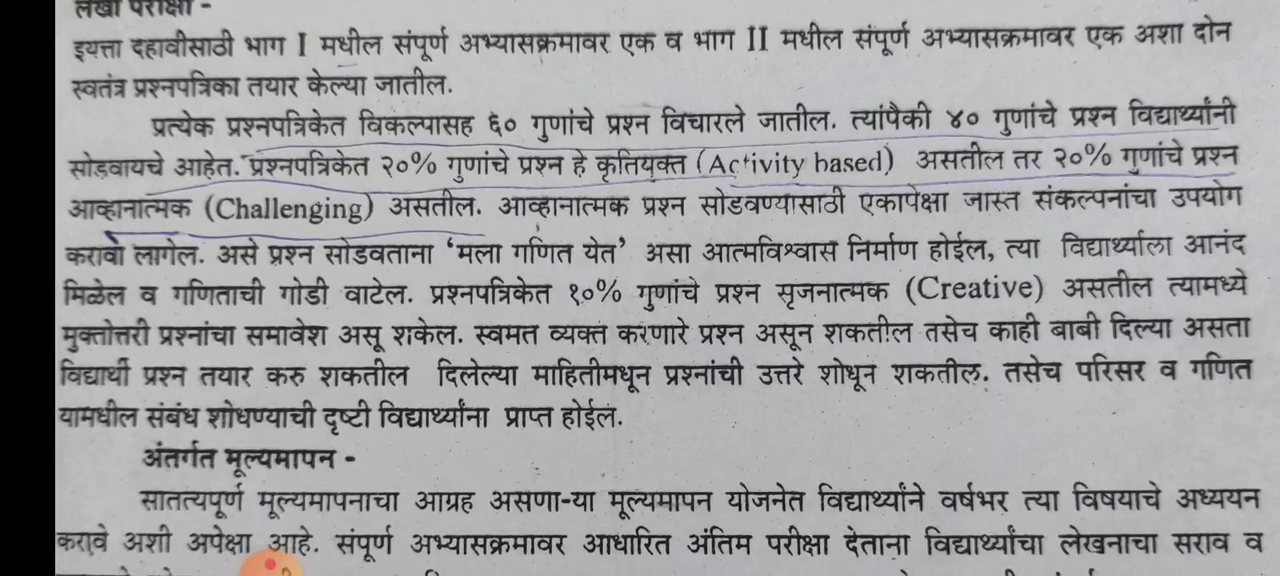 लेखी परीक्षा -
इयत्ता दहावीसाठी भाग I मधील संपूर्ण अभ्यासक्रमावर एक व भाग II मधील संपूर्ण अभ्यासक्रमावर एक अशा दोन
स्वतंत्र प्रश्नपत्रिका तयार केल्या जातील.
प्रत्येक प्रश्नपत्रिकेत विकल्पासह ६० गुणांचे प्रश्न विचारले जातील. त्यांपैकी ४० गुणांचे प्रश्न विद्यार्थ्यांनी
सोडवायचे आहेत. प्रश्नपत्रिकेत २०% गुणांचे प्रश्न हे कृतियुक्त (Activity based) असतील तर २०% गुणांचे प्रश्न
आव्हानात्मक (Challenging) असतील. आव्हानात्मक प्रश्न सोडवण्यासाठी एकापेक्षा जास्त संकल्पनांचा उपयोग
करावा लागेल. असे प्रश्न सोडवताना ‘मला गणित येत’ असा आत्मविश्वास निर्माण होईल, त्या विद्यार्थ्याला आनंद
मिळेल व गणिताची गोडी वाटेल. प्रश्नपत्रिकेत १०% गुणांचे प्रश्न सृजनात्मक (Creative) असतील त्यामध्ये
मुक्तोत्तरी प्रश्नांचा समावेश असू शकेल. स्वमत व्यक्त करणारे प्रश्न असून शकतील तसेच काही बाबी दिल्या असता
विद्यार्थी प्रश्न तयार करु शकतील दिलेल्या माहितीमधून प्रश्नांची उत्तरे शोधून शकतील. तसेच परिसर व गणित
यामधील संबंध शोधण्याची दृष्टी विद्यार्थ्यांना प्राप्त होईल.
अंतर्गत मूल्यमापन -
सातत्यपूर्ण मूल्यमापनाचा आग्रह असणा-या मूल्यमापन योजनेत विद्यार्थ्यांने वर्षभर त्या विषयाचे अध्ययन
करावे अशी अपेक्षा आहे. संपूर्ण अभ्यासक्रमावर आधारित अंतिम परीक्षा देताना विद्यार्थ्यांचा लेखनाचा सराव व